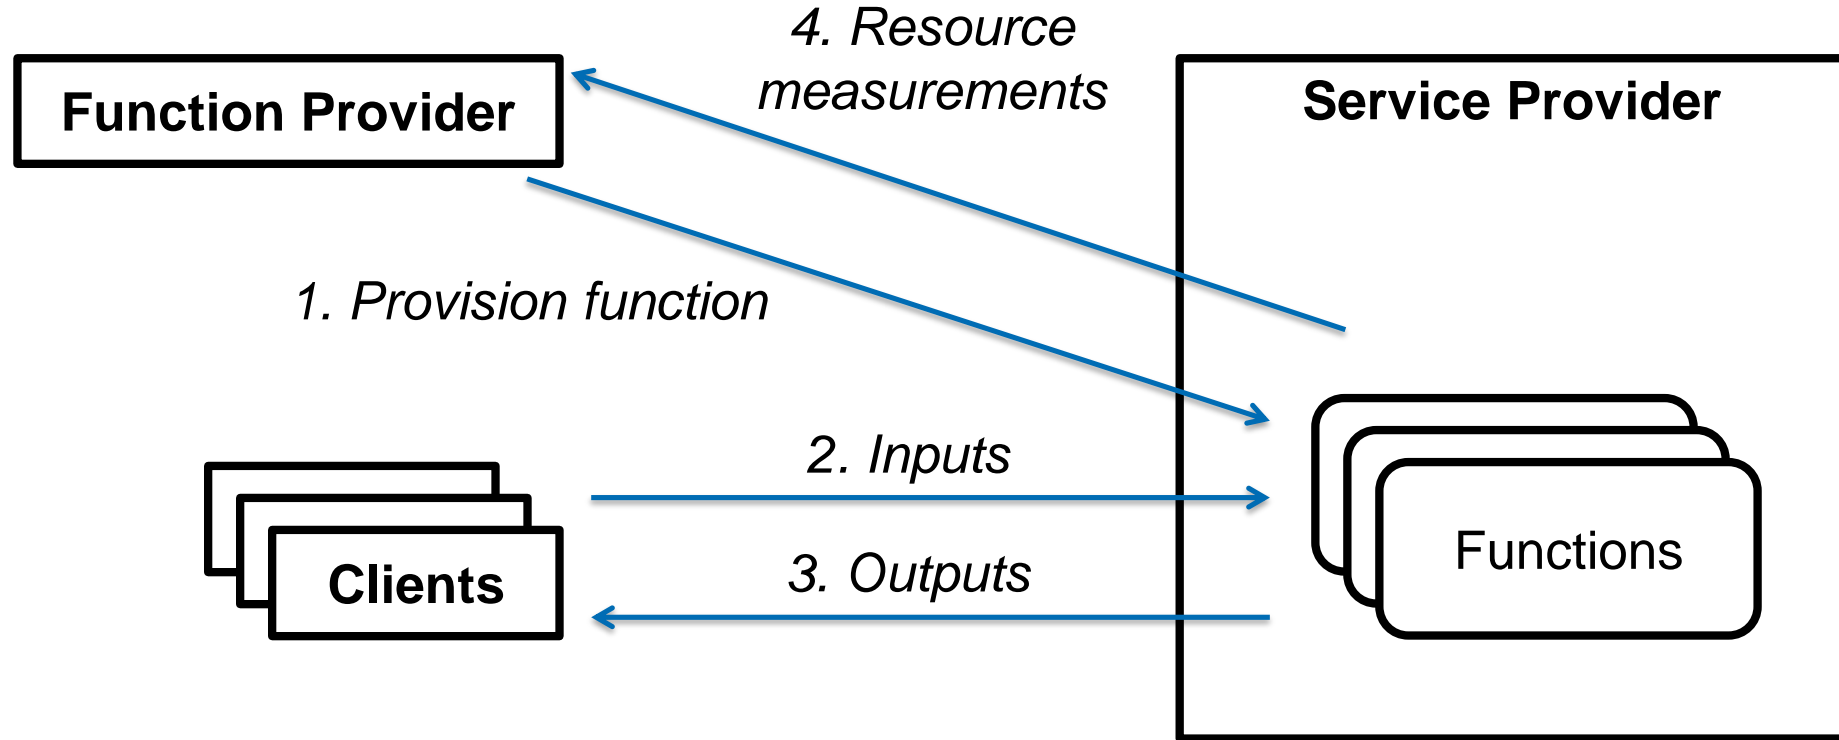 4. Resource
measurements
Function Provider
Service Provider
1. Provision function
2. Inputs
Functions
3. Outputs
Clients